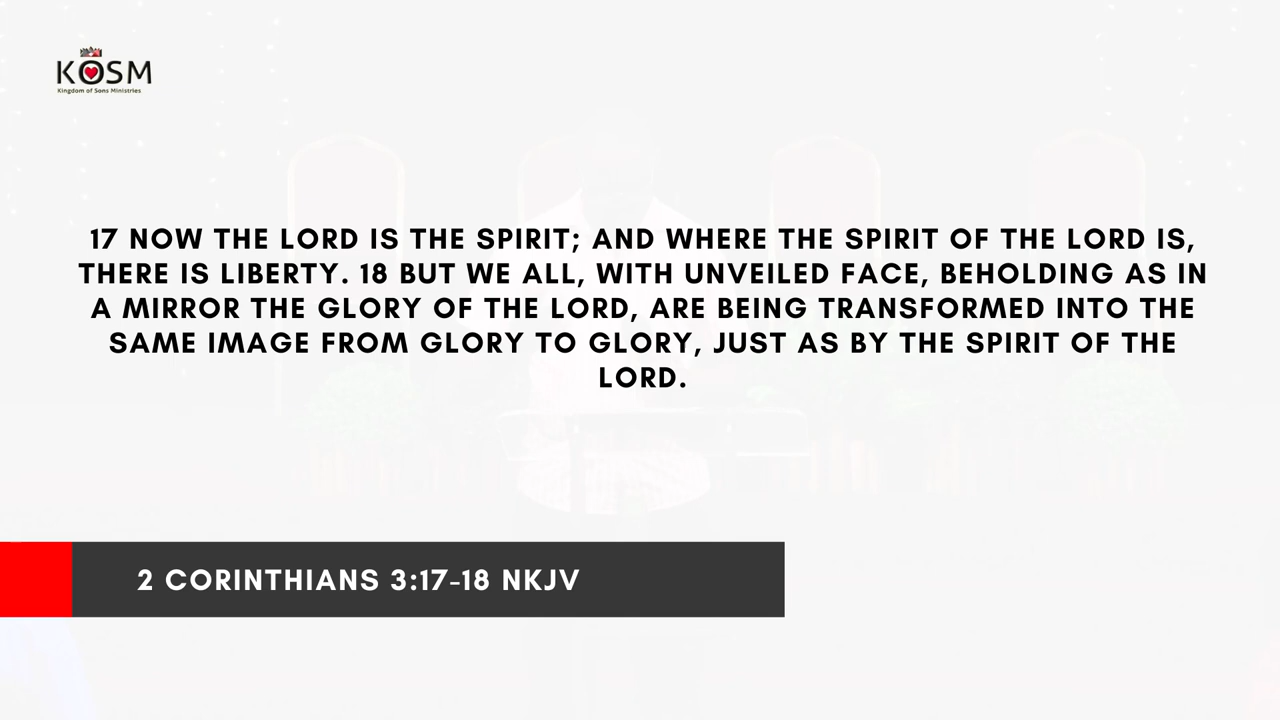 KOSM
Kingdom of Sons Ministries
17 NOW THE LORD IS THE SPIRIT; AND WHERE THE SPIRIT OF THE LORD IS,
THERE IS LIBERTY. 18 BUT WE ALL, WITH UNVEILED FACE, BEHOLDING AS IN
A MIRROR THE GLORY OF THE LORD, ARE BEING TRANSFORMED INTO THE
SAME IMAGE FROM GLORY TO GLORY, JUST AS BY THE SPIRIT OF THE
LORD.
2 CORINTHIANS 3:17-18 NKJV